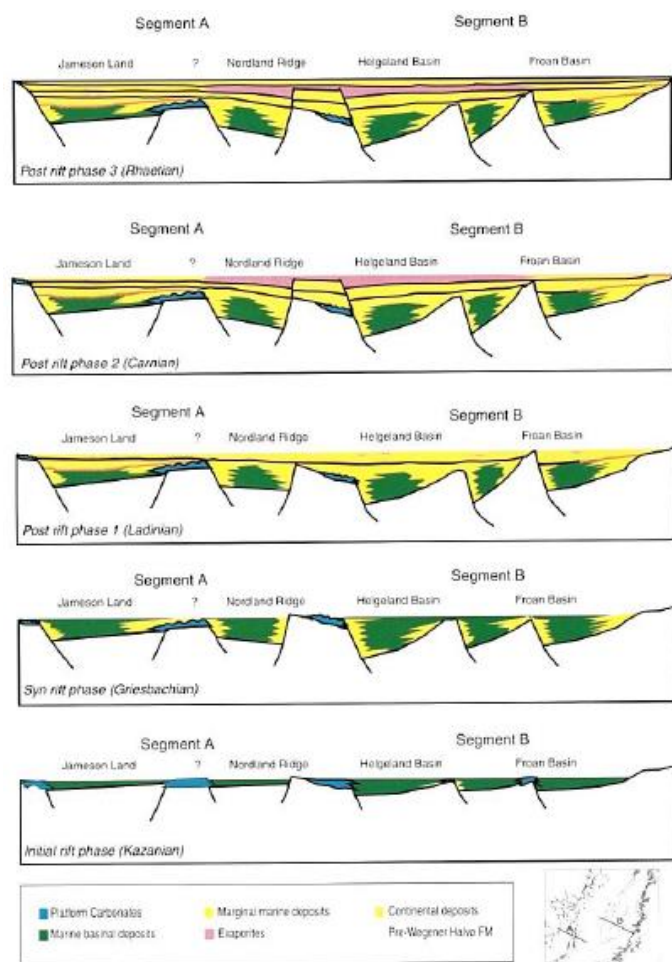 Segment A Segment B
Jameson Land ? Nordland Ridge Helgeland Basin Froan Basin
Post rift phase 3 (Rhaetian)
Segment A Segment B
Jameson Land ? Nordland Ridge Helgeland Basin Froan Basin
Post rift phase 2 (Carnian)
Segment A Segment B
Jameson Land ? Nordland Ridge Helgeland Basin Froan Basin
Post rift phase 1 (Ladinian)
Segment A Segment B
Jameson Land ? Nordland Ridge Helgeland Basin Froan Basin
Syn rift phase (Griesbachian)
Segment A Segment B
Jameson Land ? Nordland Ridge Helgeland Basin Froan Basin
Initial rift phase (Kazanian)
Platform Carbonates Marginal marine deposits Continental deposits
Marine basinal deposits Evaporites Pre-Wegener Halvø FM